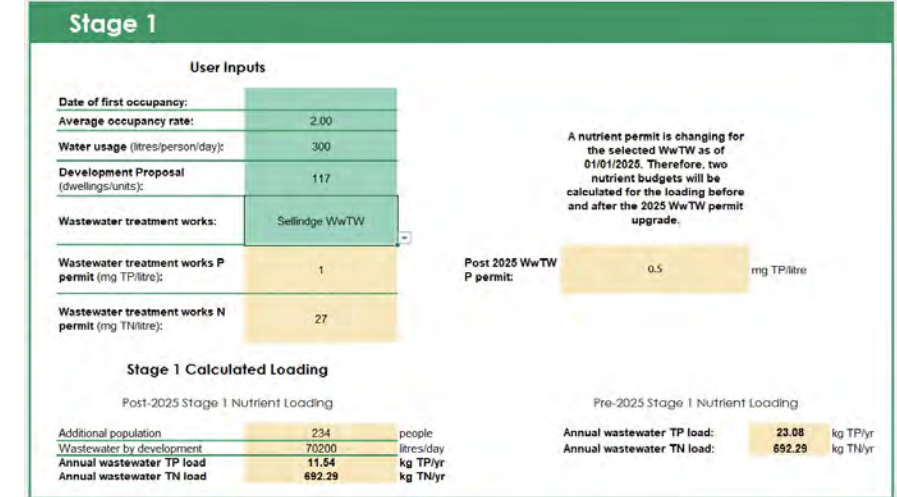 Stage 1
User Inputs
Date of first occupancy:
Average occupancy rate: 2.00
Water usage (litres/person/day): 300
Development Proposal
(dwellings/units): 117
Wastewater treatment works: Sellindge WwTW
Wastewater treatment works P
permit (mg TP/litre): 1
Wastewater treatment works N
permit (mg TN/litre): 27
A nutrient permit is changing for
the selected WwTW as of
01/01/2025. Therefore, two
nutrient budgets will be
calculated for the loading before
and after the 2025 WwTW permit
upgrade.
Post 2025 WwTW
P permit: 0.5 mg TP/litre
Stage 1 Calculated Loading
Post-2025 Stage 1 Nutrient Loading
Additional population 234 people
Wastewater by development 70200 litres/day
Annual wastewater TP load 11.54 kg TP/yr
Annual wastewater TN load 692.29 kg TN/yr
Pre-2025 Stage 1 Nutrient Loading
Annual wastewater TP load: 23.08 kg TP/yr
Annual wastewater TN load: 692.29 kg TN/yr